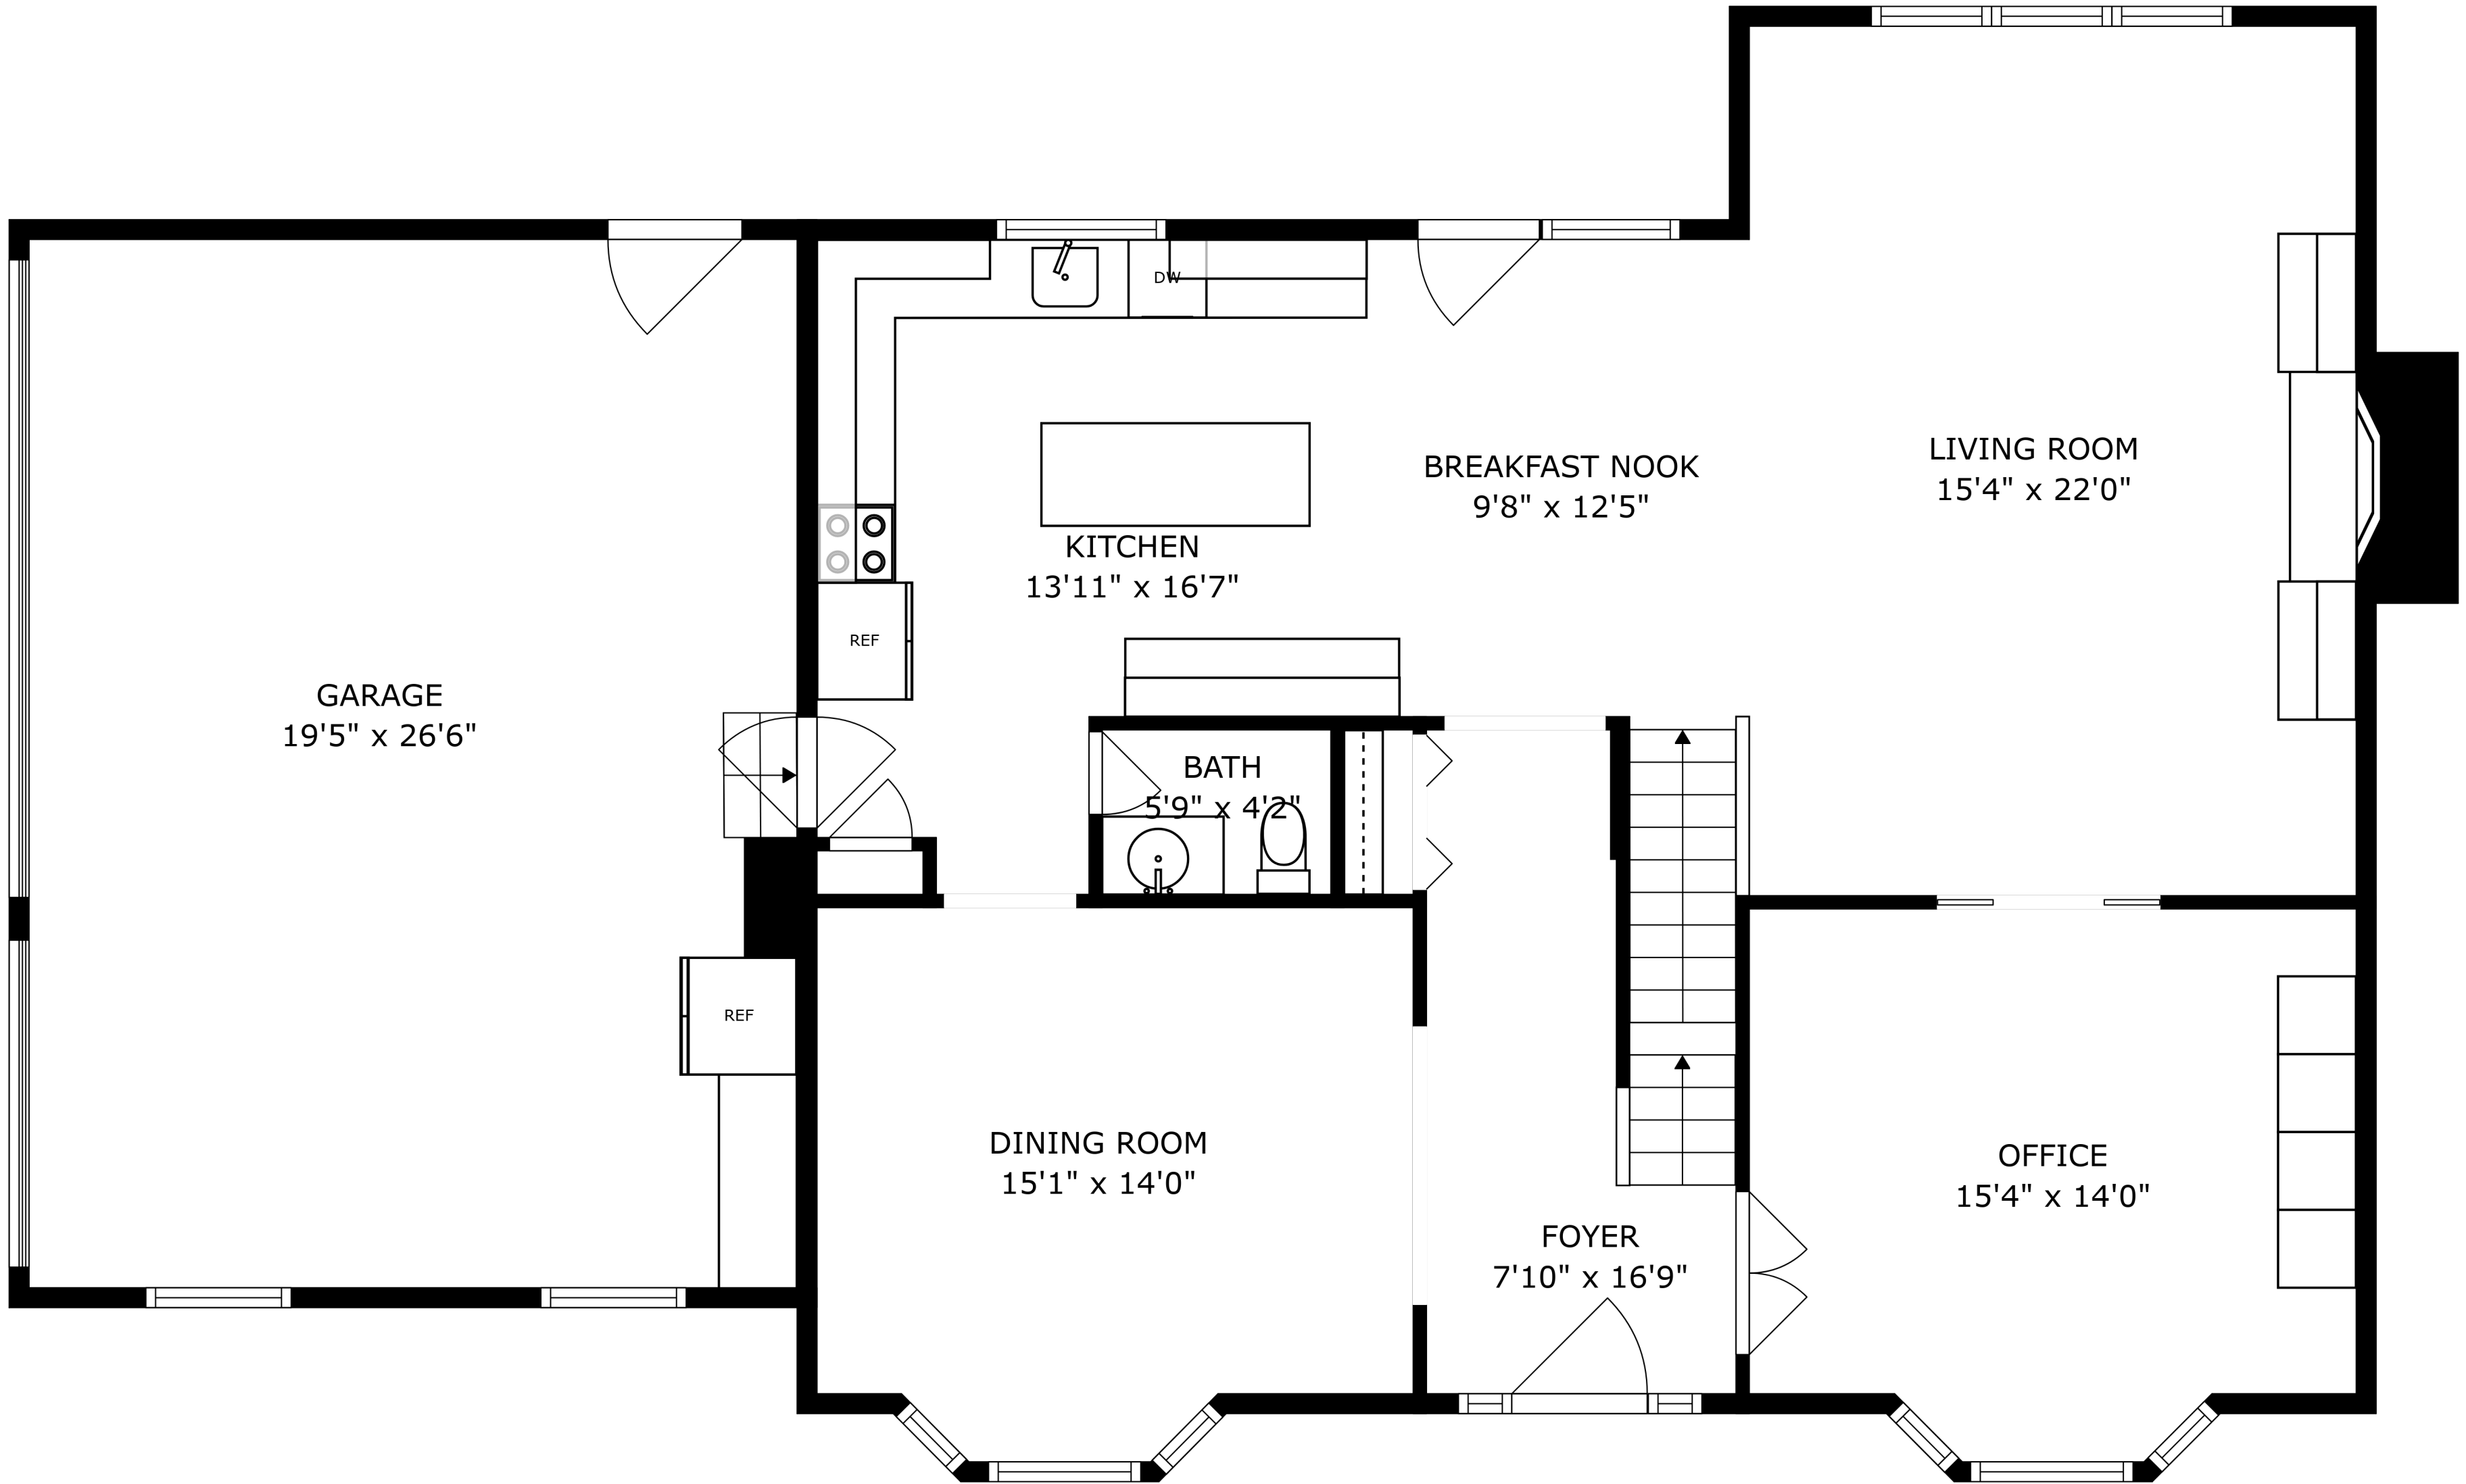 DW
LIVING ROOM
15'4" x 22'0"
BREAKFAST NOOK
9'8" x 12'5"
KITCHEN
13'11" x 16'7"
REF
GARAGE
19'5" x 26'6"
BATH
5'9" x 4'2"
REF
DINING ROOM
15'1" x 14'0"
OFFICE
15'4" x 14'0"
FOYER
7'10" x 16'9"